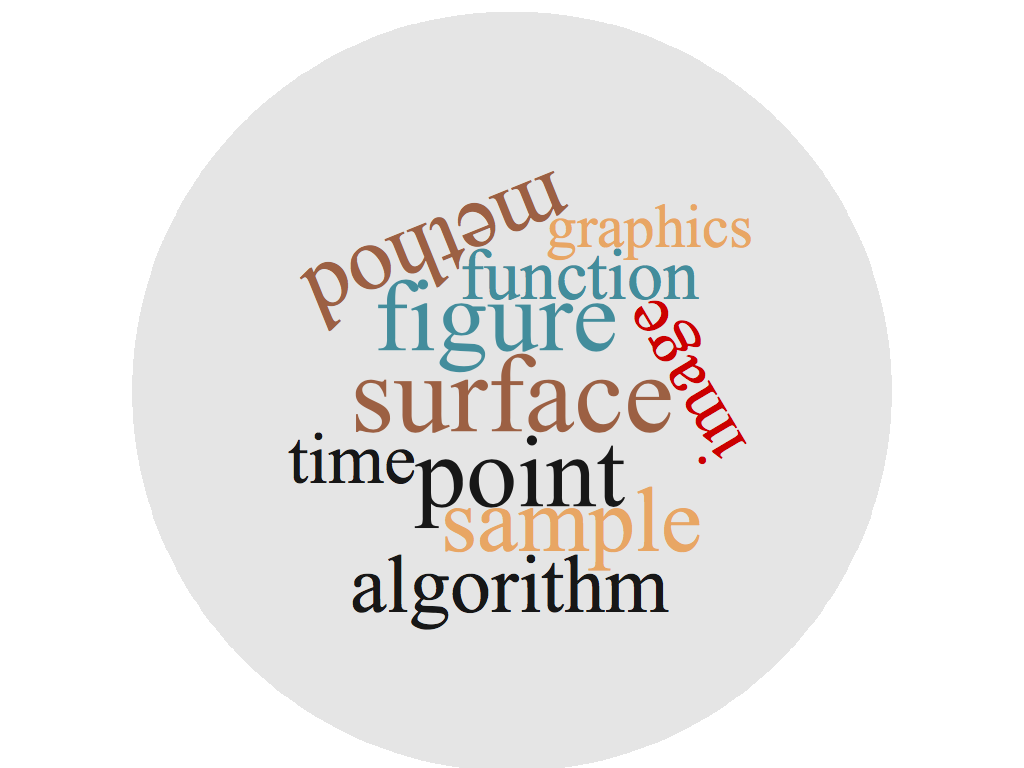 method
graphics
function
figure
image
surface
time
point
sample
algorithm